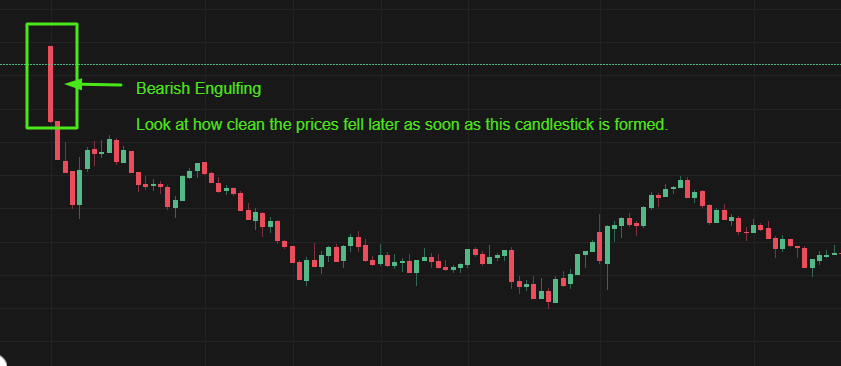 Bearish Engulfing
Look at how clean the prices fell later as soon as this candlestick is formed.